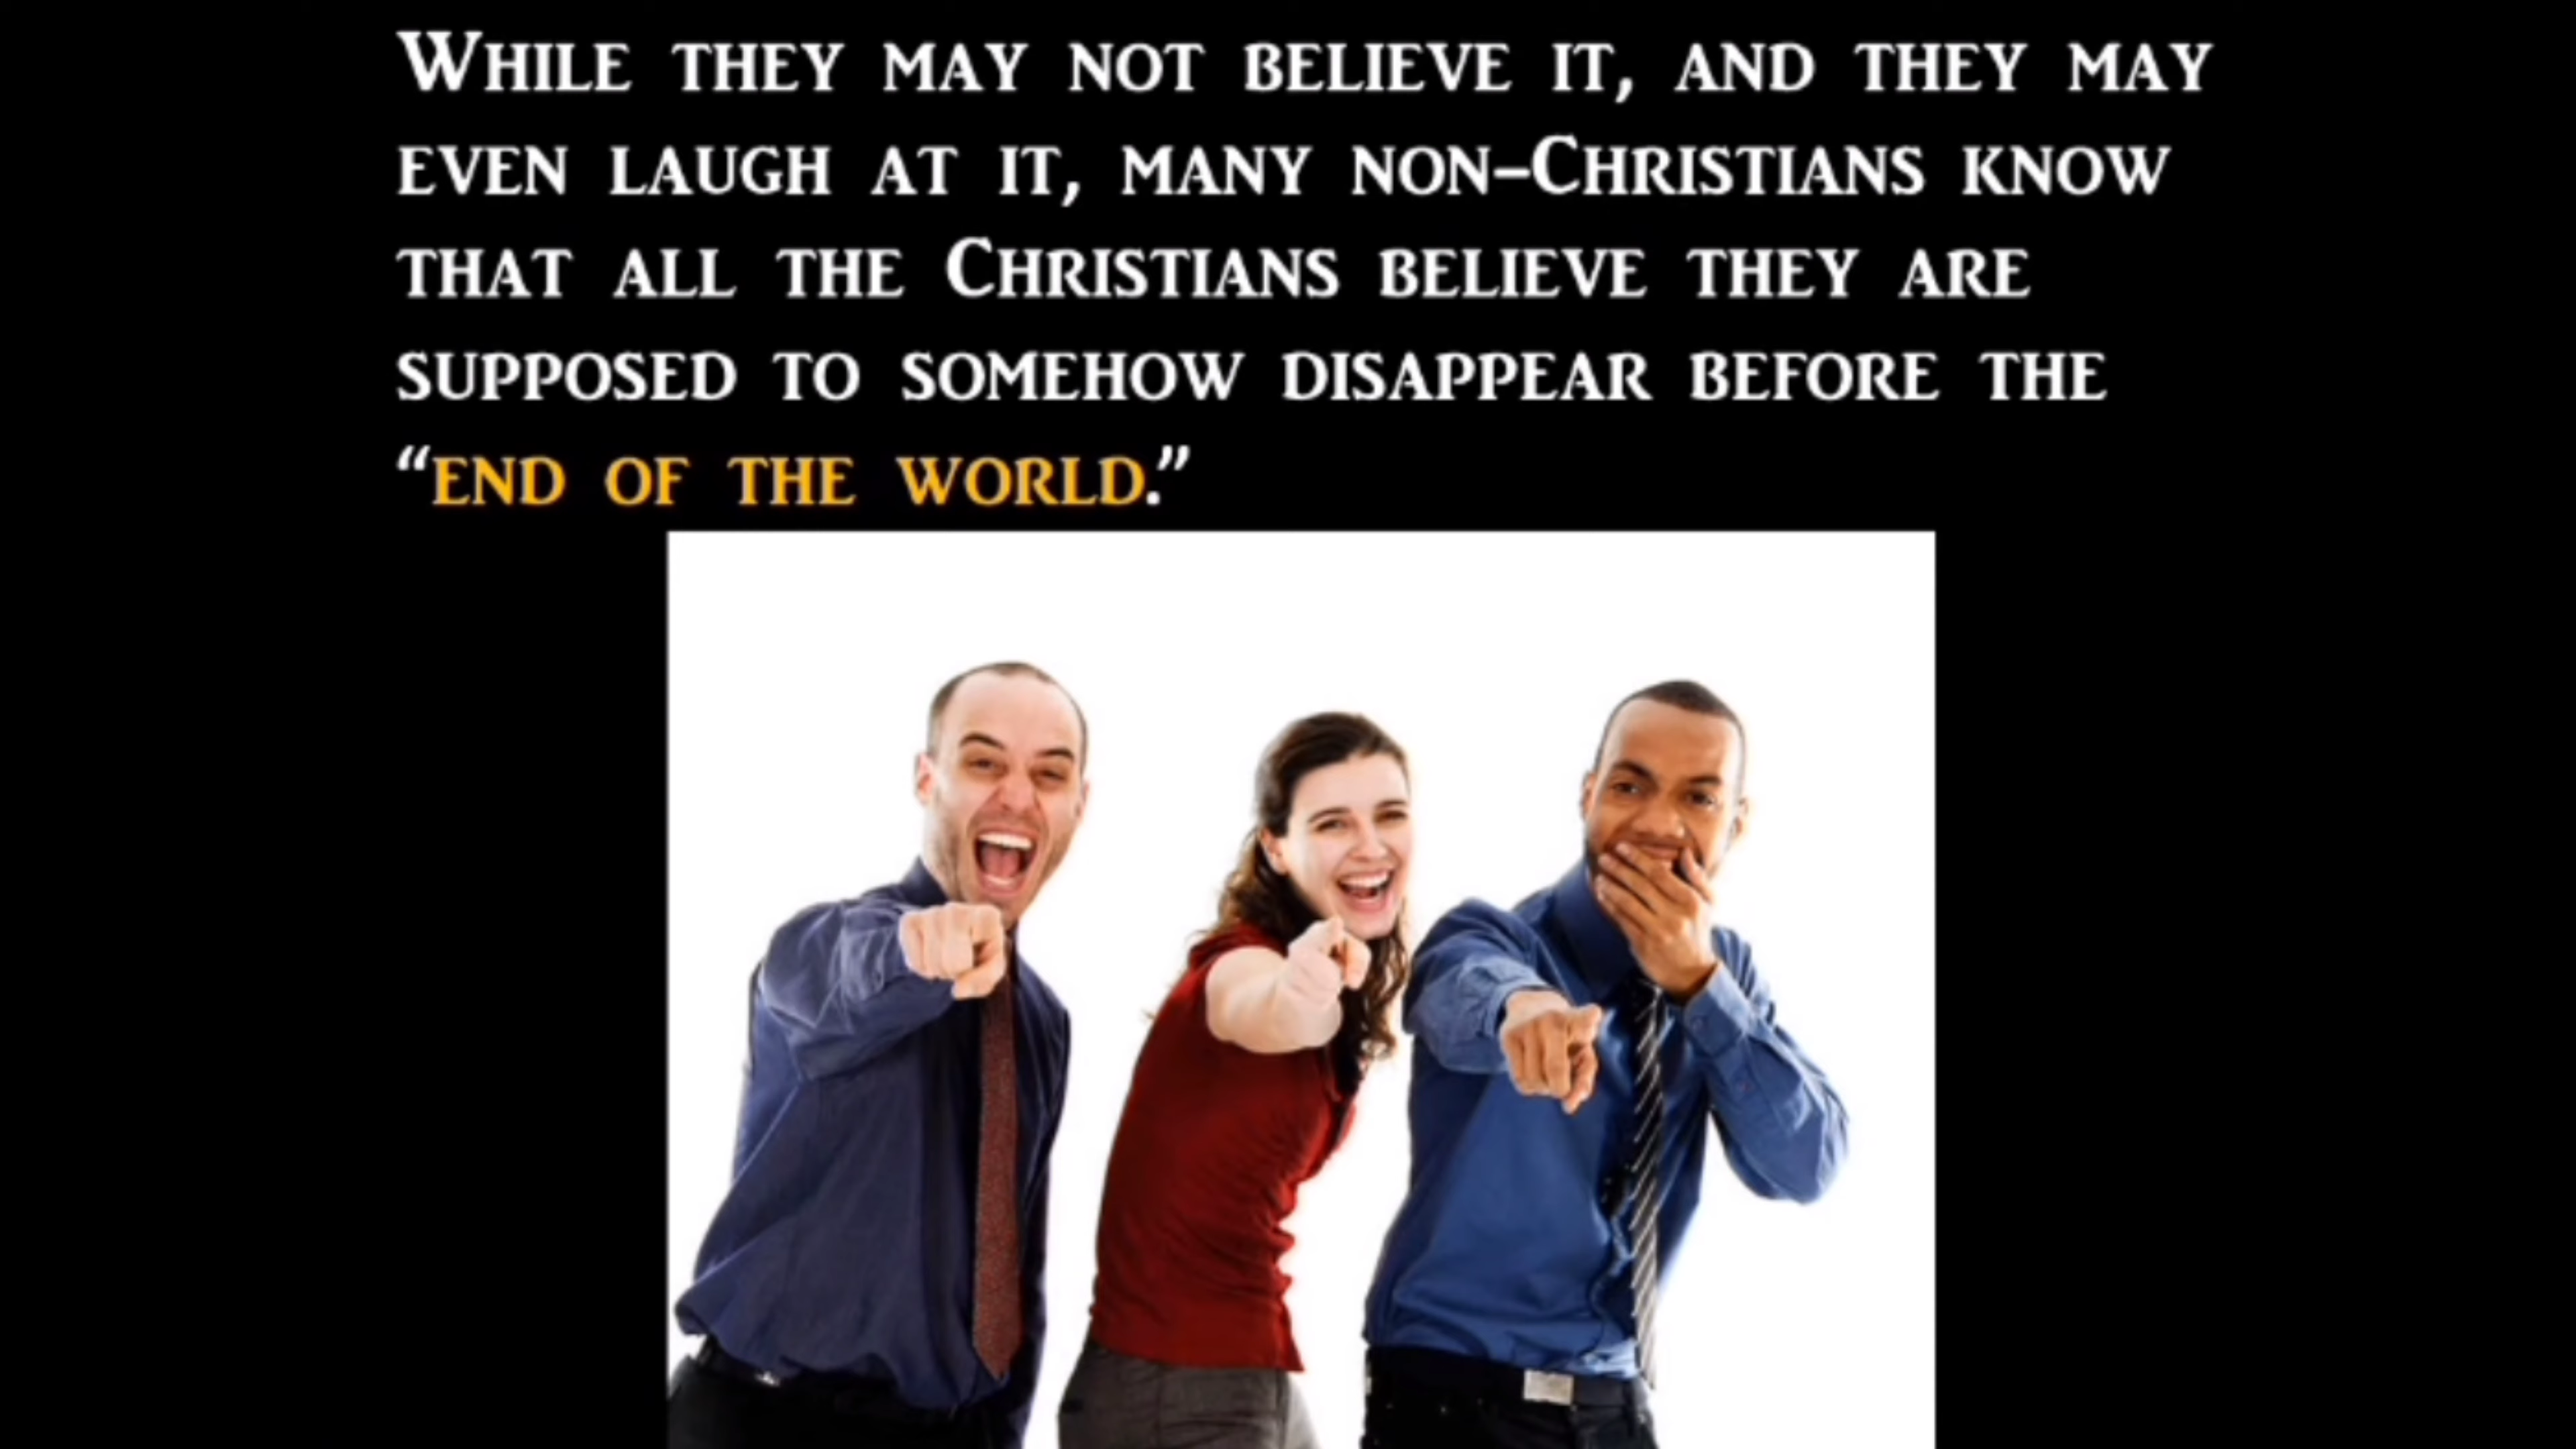 While they may not believe it, and they may
even laugh at it, many non-Christians know
that all the Christians believe they are
supposed to somehow disappear before the
“end of the world.”